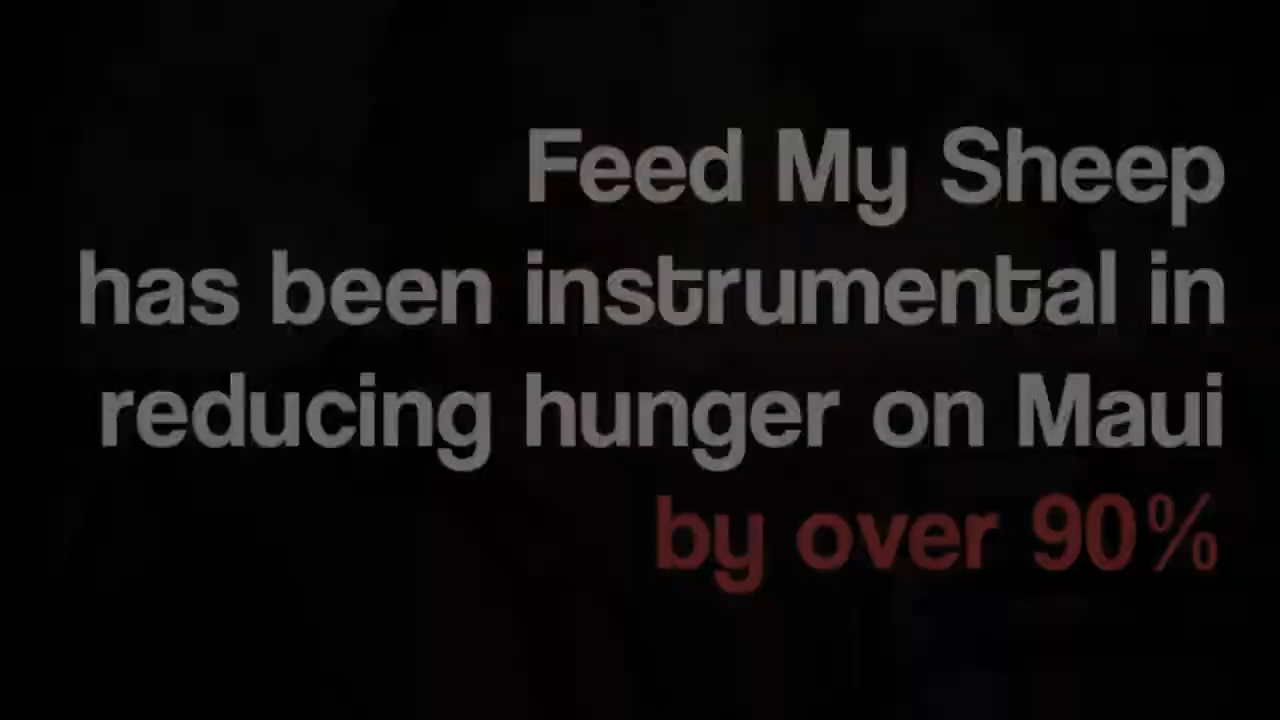 Feed My Sheep
has been instrumental in
reducing hunger on Maui
by over 90%